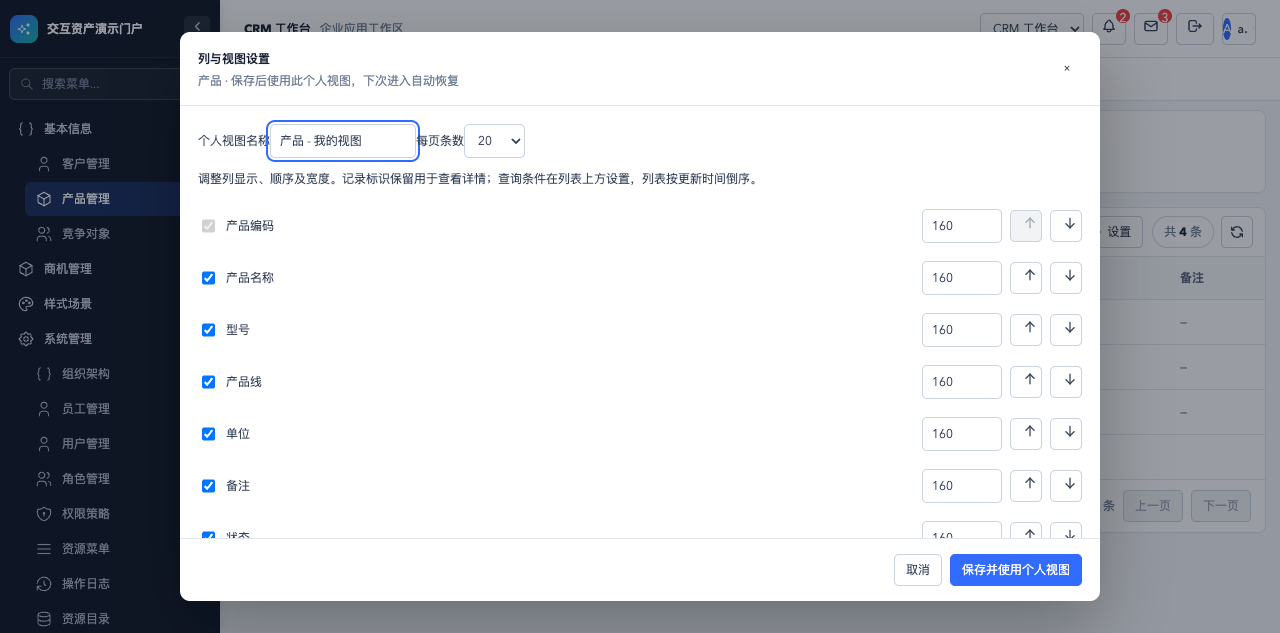 交互资产演示门户
搜索菜单...
基本信息
客户管理
产品管理
竞争对象
商机管理
样式场景
系统管理
组织架构
员工管理
用户管理
角色管理
权限策略
资源菜单
操作日志
资源目录
CRM 工作台 企业应用工作区
CRM 工作台
2
3
A a.
列与视图设置
产品 · 保存后使用此个人视图，下次进入自动恢复
×
个人视图名称 产品 - 我的视图 每页条数 20
调整列显示、顺序及宽度。记录标识保留用于查看详情；查询条件在列表上方设置，列表按更新时间倒序。
产品编码 160
产品名称 160
型号 160
产品线 160
单位 160
备注 160
状态 160
取消 保存并使用个人视图
设置 共 4 条
备注
–
–
–
条 上一页 下一页